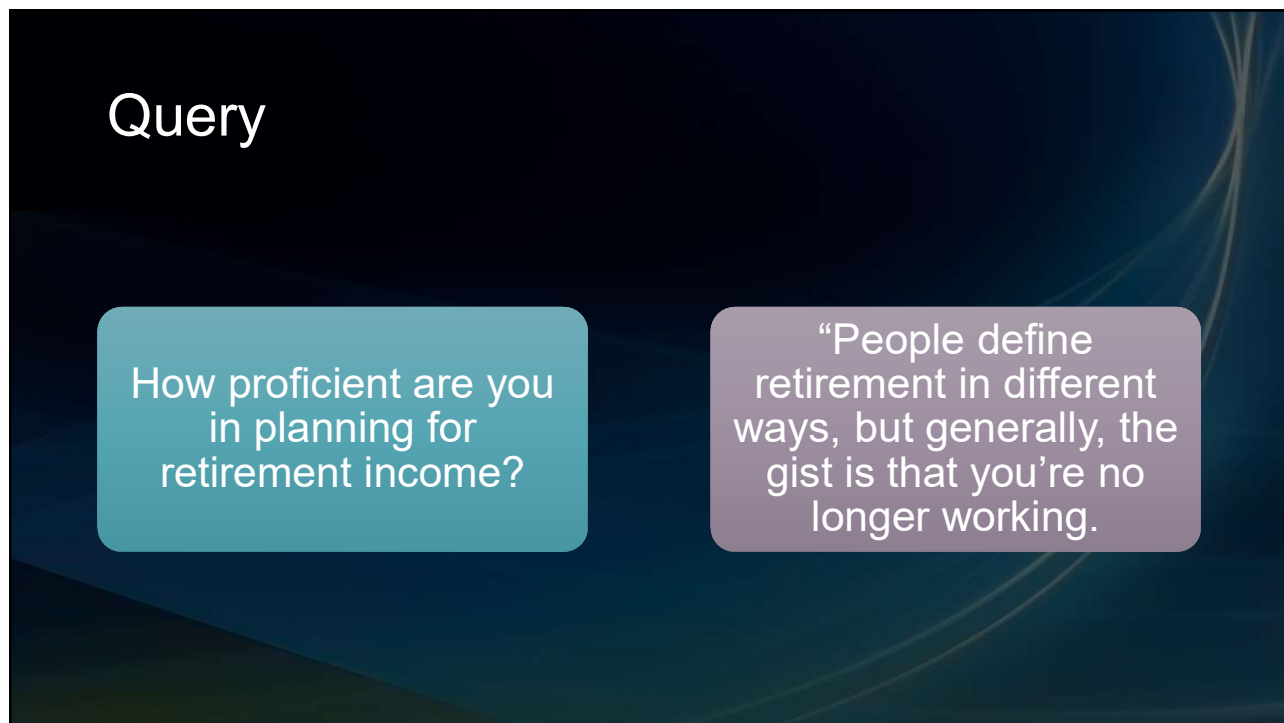 Query
How proficient are you
in planning for
retirement income?
“People define
retirement in different
ways, but generally, the
gist is that you’re no
longer working.